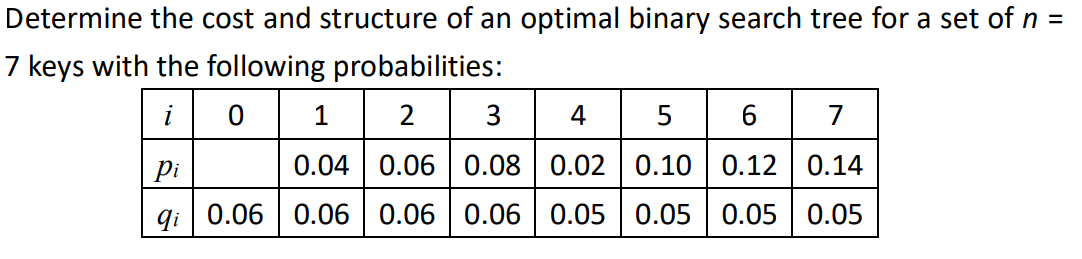 Determine the cost and structure of an optimal binary search tree for a set of n =
7 keys with the following probabilities:
i 0 1 2 3 4 5 6 7
pi 0.04 0.06 0.08 0.02 0.10 0.12 0.14
qi 0.06 0.06 0.06 0.06 0.05 0.05 0.05 0.05